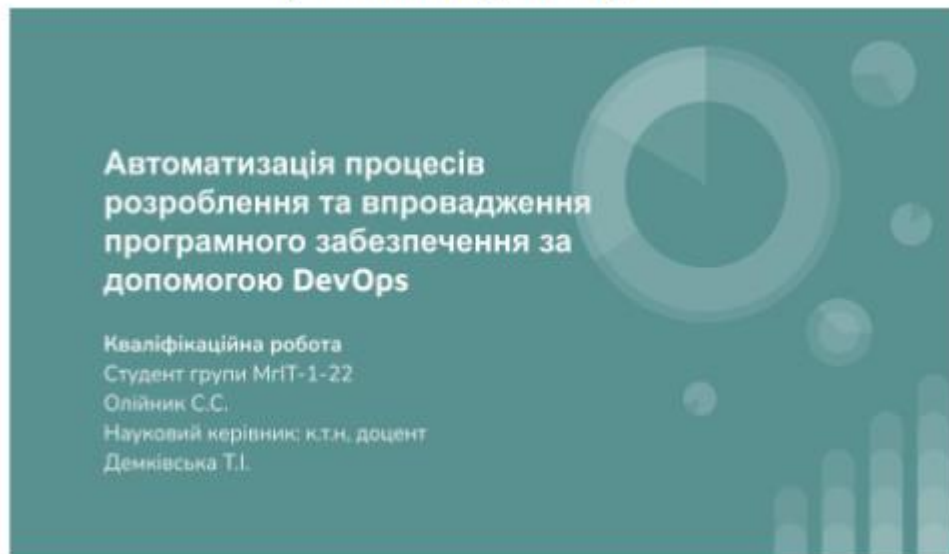 Автоматизація процесів
розроблення та впровадження
програмного забезпечення за
допомогою DevOps
Кваліфікаційна робота
Студент групи МгІТ-1-22
Олійник С.С.
Науковий керівник: к.т.н, доцент
Демківська Т.І.